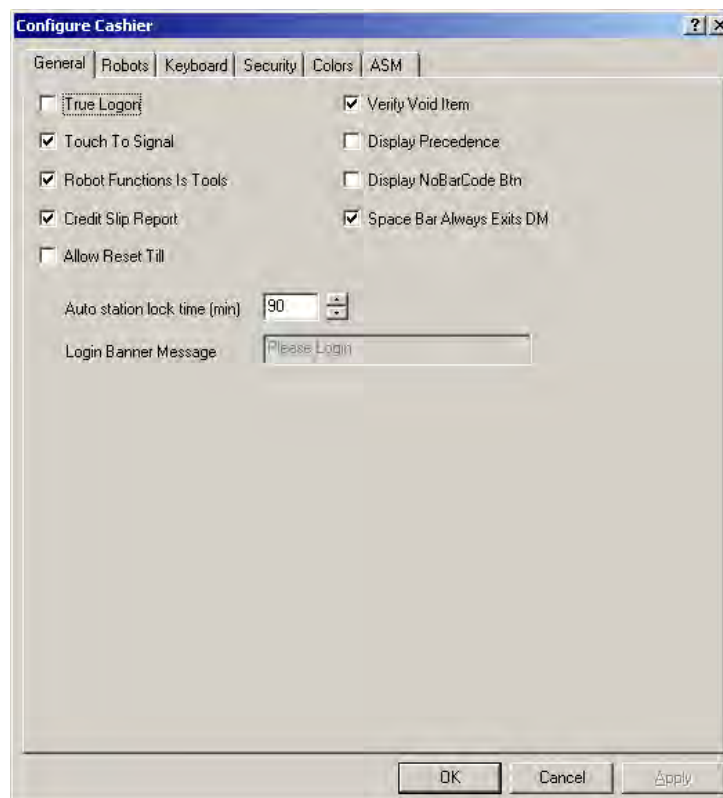 Configure Cashier
General Robots Keyboard Security Colors ASM
True Logon
Verify Void Item
Touch To Signal
Display Precedence
Robot Functions Is Tools
Display NoBarCode Btn
Credit Slip Report
Space Bar Always Exits DM
Allow Reset Till
Auto station lock time (min) 90
Login Banner Message Please Login
OK Cancel Apply